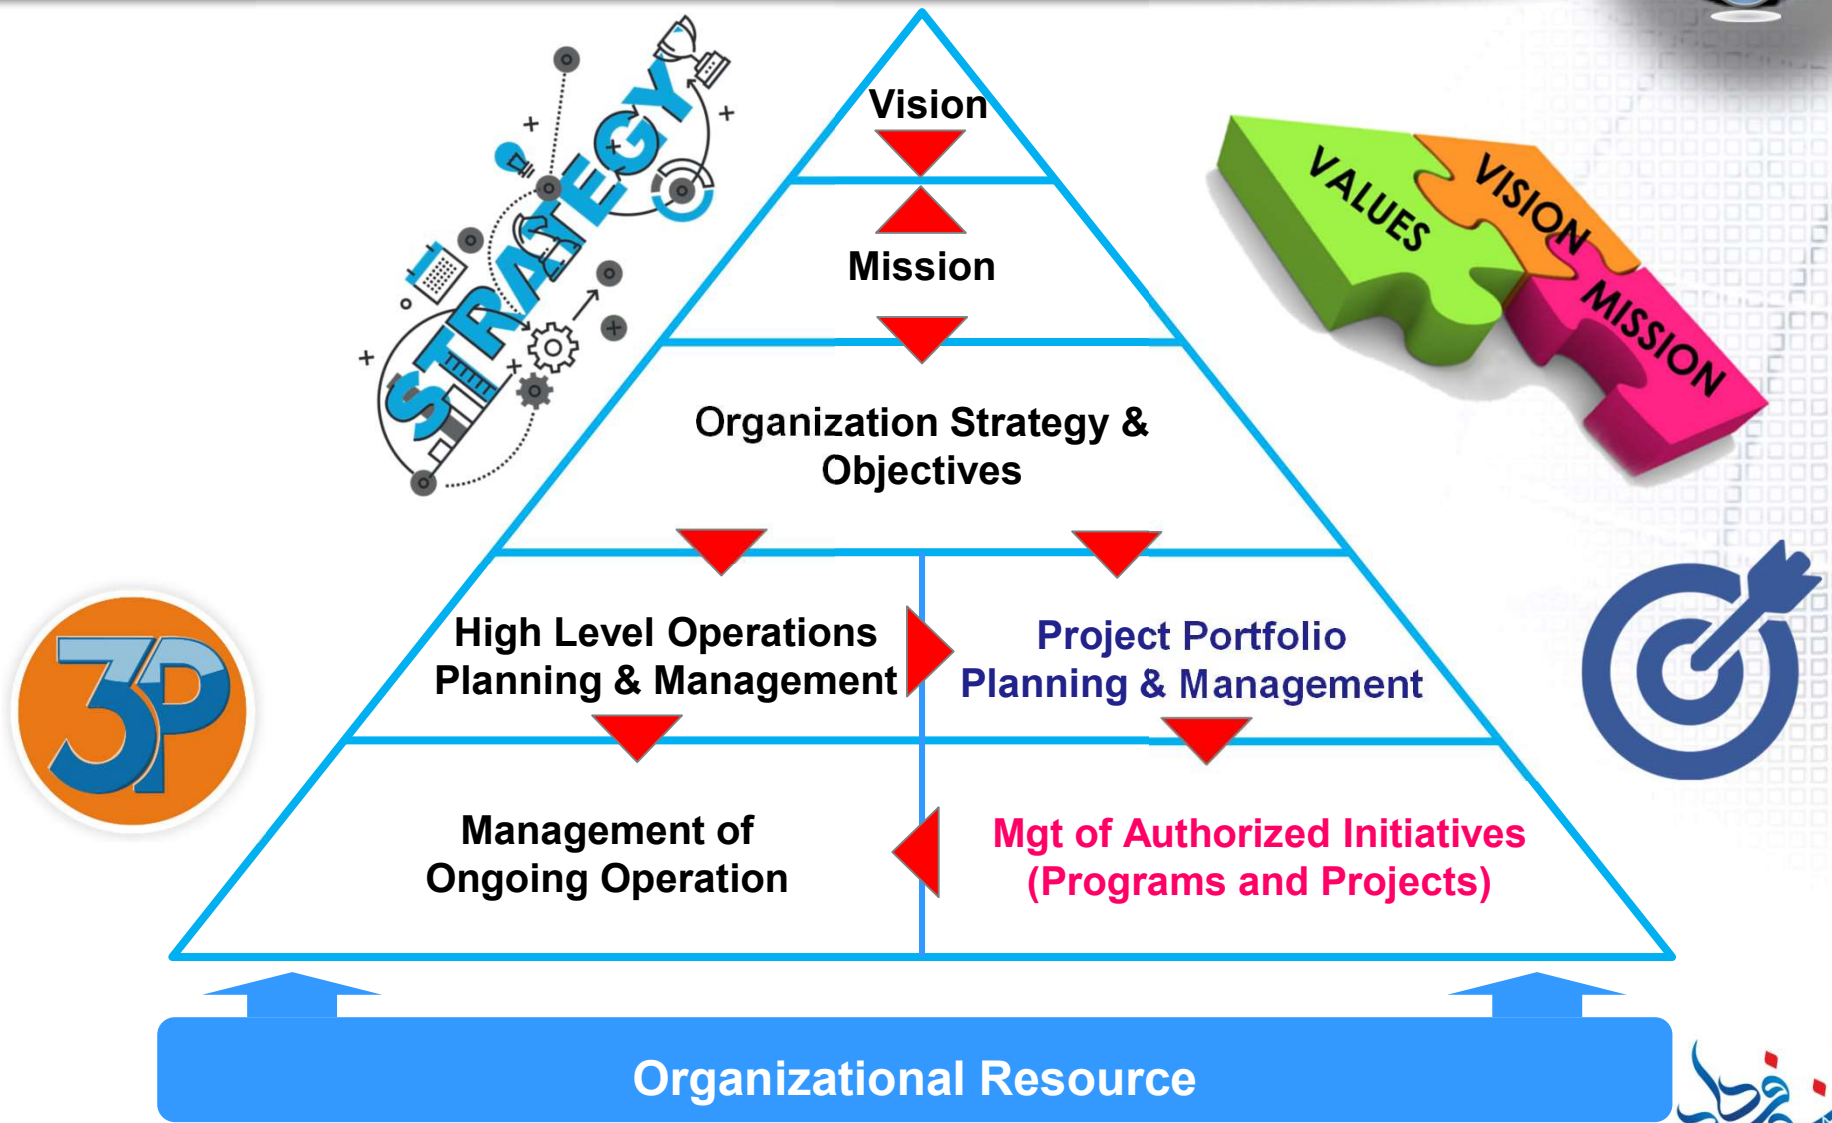 Vision
STRATEGY
VALUES
VISION
MISSION
Mission
Organization Strategy &
Objectives
3P
High Level Operations
Planning & Management
Project Portfolio
Planning & Management
Management of
Ongoing Operation
Mgt of Authorized Initiatives
(Programs and Projects)
Organizational Resource